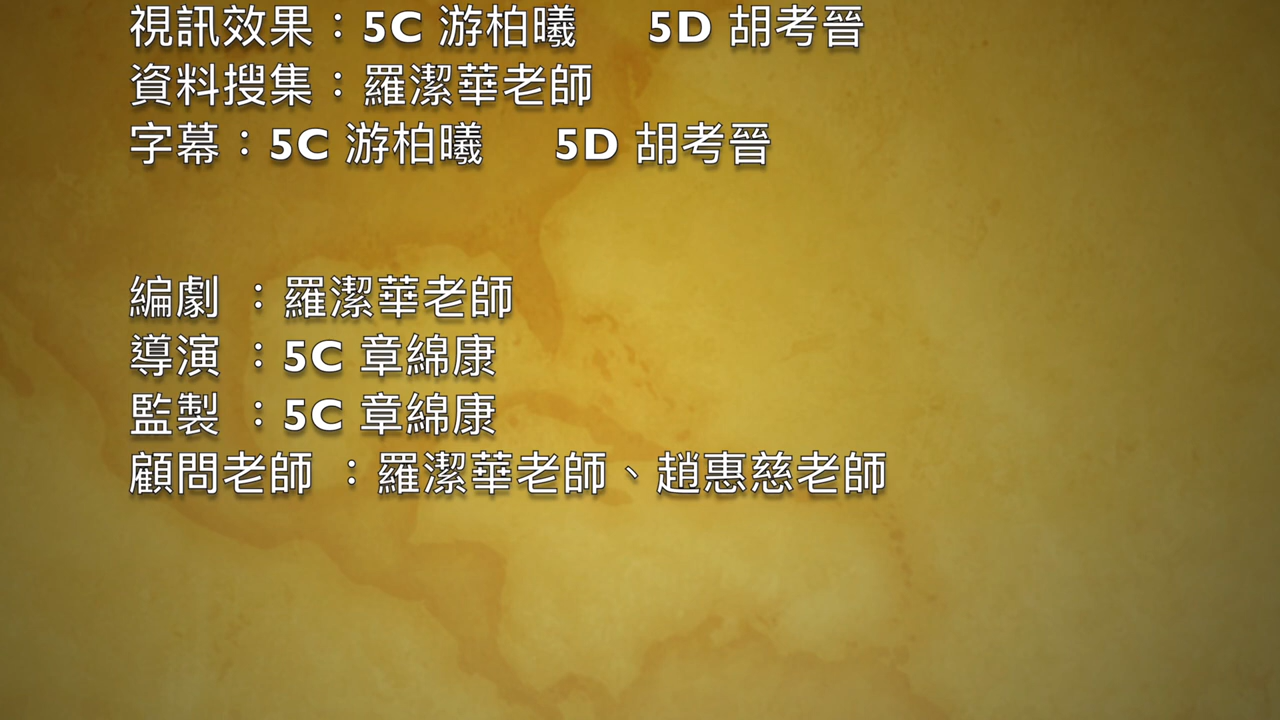 視訊效果：5C 游柏曦　5D 胡考晉
資料搜集：羅潔華老師
字幕：5C 游柏曦　5D 胡考晉
編劇 ：羅潔華老師
導演 ：5C 章綿康
監製 ：5C 章綿康
顧問老師 ：羅潔華老師、趙惠慈老師